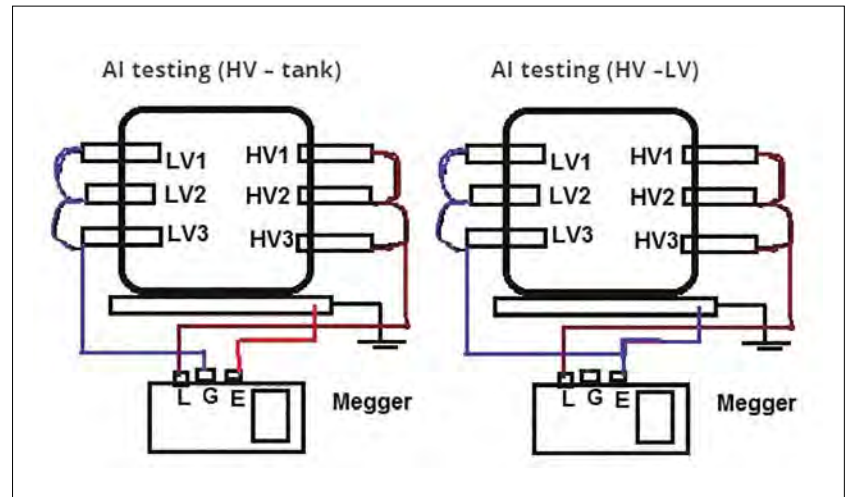 AI testing (HV – tank)
LV1
HV1
LV2
HV2
LV3
HV3
L G E
Megger
AI testing (HV –LV)
LV1
HV1
LV2
HV2
LV3
HV3
L G E
Megger